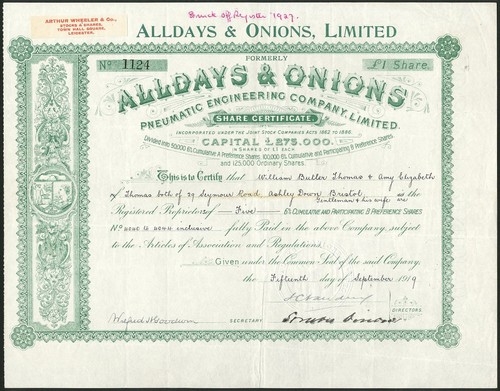 Struck off Register 1927.
ARTHUR WHEELER & Co.,
STOCKS & SHARES,
TOWN HALL SQUARE,
LEICESTER.
ALLDAYS & ONIONS, LIMITED
FORMERLY
No. 1124
£1 Share.
ALLDAYS & ONIONS
PNEUMATIC ENGINEERING COMPANY, LIMITED.
SHARE CERTIFICATE
INCORPORATED UNDER THE JOINT STOCK COMPANIES ACTS 1862 TO 1886.
CAPITAL £275,000.
IN SHARES OF £1 EACH
Divided into 50,000 6% Cumulative A Preference Shares, 100,000 6% Cumulative and Participating B Preference Shares,
and 125,000 Ordinary Shares.
This is to Certify that William Butler Thomas & Amy Elizabeth
Thomas both of 29 Seymour Road, Ashley Down, Bristol,
Gentleman & his wife are
Registered Proprietors of — Five — 6% CUMULATIVE AND PARTICIPATING B PREFERENCE SHARES
inclusive fully Paid in the above Company, subject
to the Articles of Association and Regulations.
Given under the Common Seal of the said Company,
the Fifteenth day of September 1919
DIRECTORS